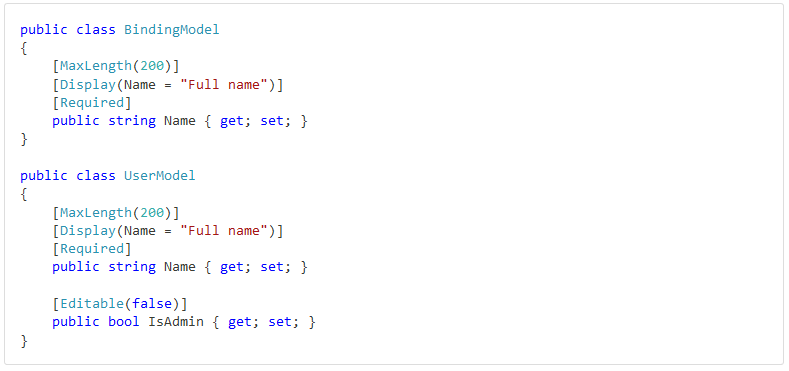 public class BindingModel
{
    [MaxLength(200)]
    [Display(Name = "Full name")]
    [Required]
    public string Name { get; set; }
}

public class UserModel
{
    [MaxLength(200)]
    [Display(Name = "Full name")]
    [Required]
    public string Name { get; set; }

    [Editable(false)]
    public bool IsAdmin { get; set; }
}